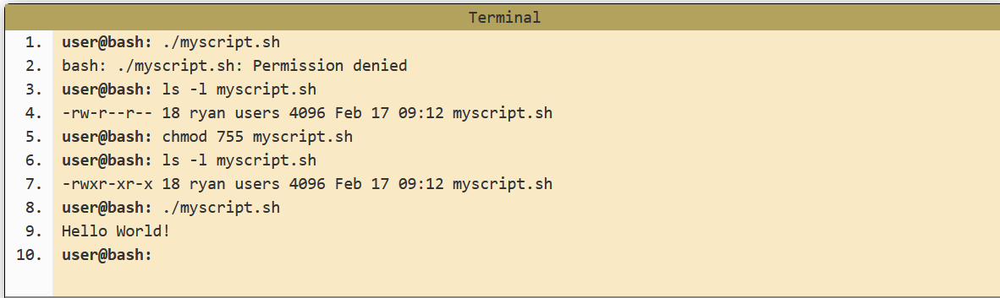 Terminal
1. user@bash: ./myscript.sh
2. bash: ./myscript.sh: Permission denied
3. user@bash: ls -l myscript.sh
4. -rw-r--r-- 18 ryan users 4096 Feb 17 09:12 myscript.sh
5. user@bash: chmod 755 myscript.sh
6. user@bash: ls -l myscript.sh
7. -rwxr-xr-x 18 ryan users 4096 Feb 17 09:12 myscript.sh
8. user@bash: ./myscript.sh
9. Hello World!
10. user@bash: